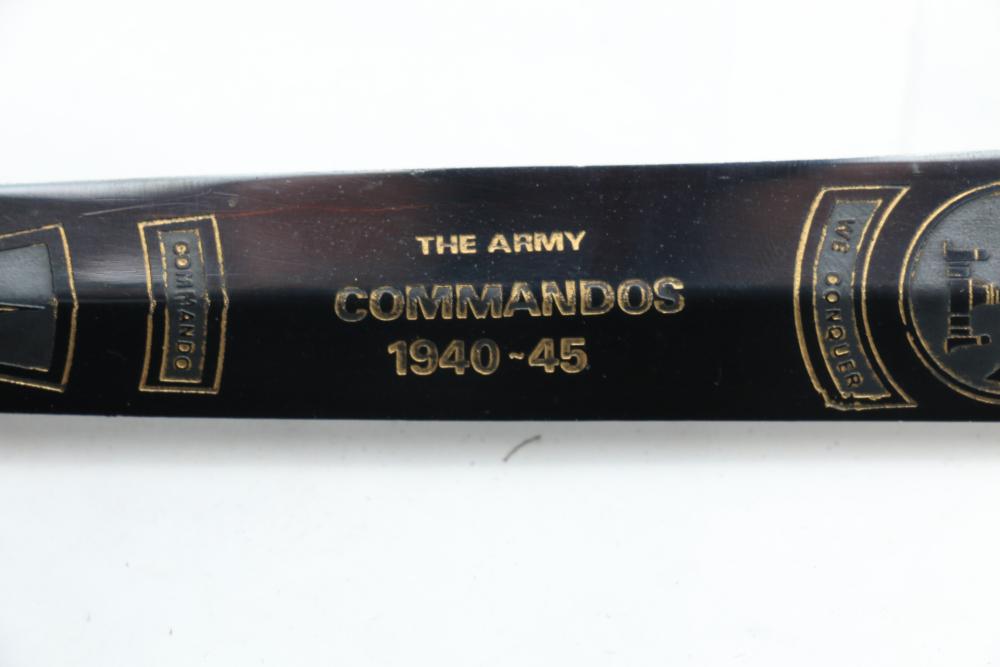 COMMANDO
THE ARMY
COMMANDOS
1940-45
WE CONQUER